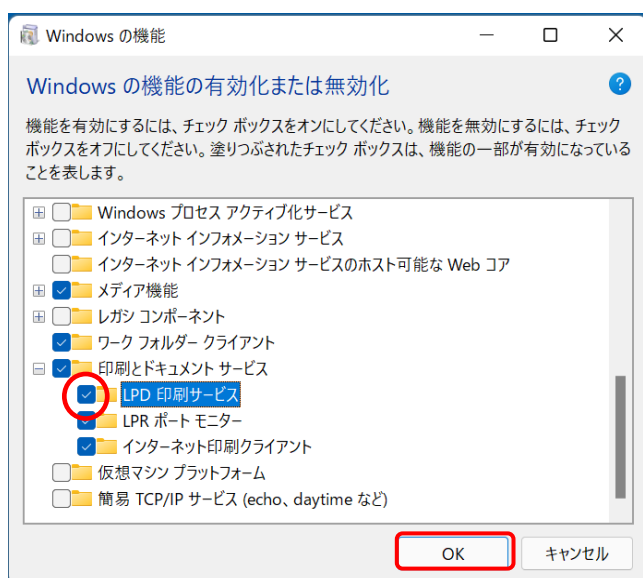 Windows の機能
Windows の機能の有効化または無効化
?
機能を有効にするには、チェック ボックスをオンにしてください。機能を無効にするには、チェック
ボックスをオフにしてください。塗りつぶされたチェック ボックスは、機能の一部が有効になっている
ことを表します。
Windows プロセス アクティブ化サービス
インターネット インフォメーション サービス
インターネット インフォメーション サービスのホスト可能な Web コア
メディア機能
レガシ コンポーネント
ワーク フォルダー クライアント
印刷とドキュメント サービス
LPD 印刷サービス
LPR ポート モニター
インターネット印刷クライアント
仮想マシン プラットフォーム
簡易 TCP/IP サービス (echo、daytime など)
OK
キャンセル